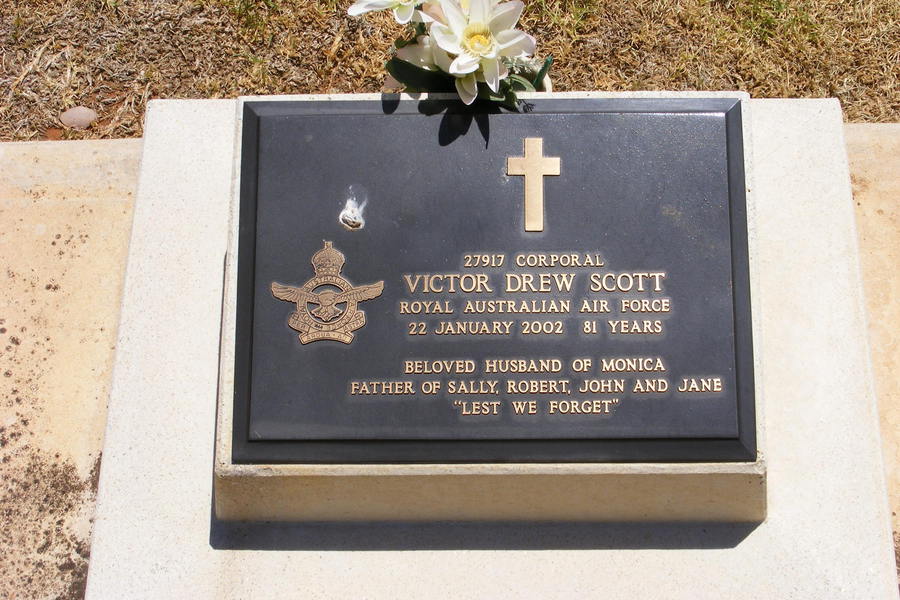 27917 CORPORAL
VICTOR DREW SCOTT
ROYAL AUSTRALIAN AIR FORCE
22 JANUARY 2002 81 YEARS
BELOVED HUSBAND OF MONICA
FATHER OF SALLY, ROBERT, JOHN AND JANE
"LEST WE FORGET"